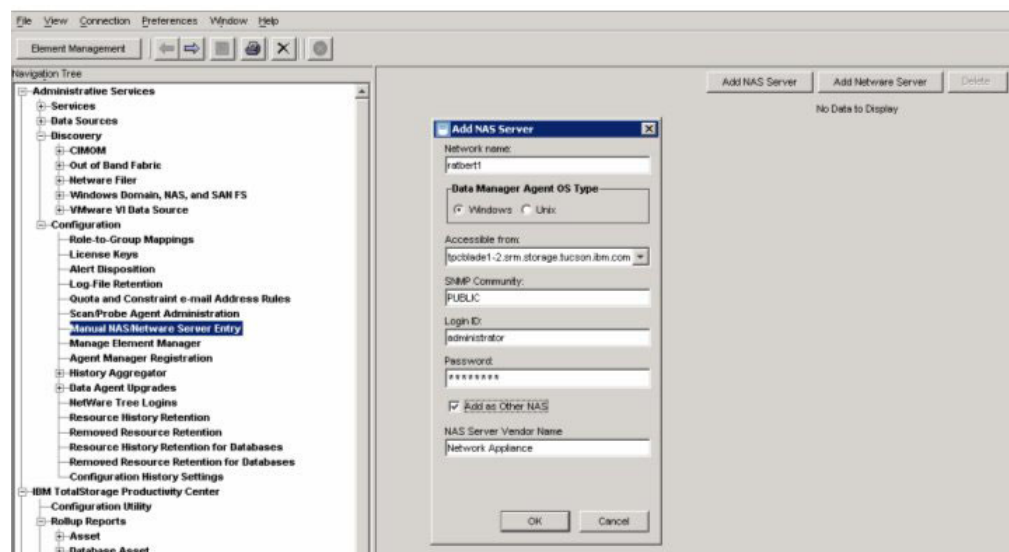 File View Connection Preferences Window Help
Element Management
Navigation Tree
Administrative Services
Services
Data Sources
Discovery
CIMOM
Out of Band Fabric
Netware Filer
Windows Domain, NAS, and SAN FS
VMware VI Data Source
Configuration
Role-to-Group Mappings
License Keys
Alert Disposition
Log-File Retention
Quota and Constraint e-mail Address Rules
Scan/Probe Agent Administration
Manual NAS/Netware Server Entry
Manage Element Manager
Agent Manager Registration
History Aggregator
Data Agent Upgrades
NetWare Tree Logins
Resource History Retention
Removed Resource Retention
Resource History Retention for Databases
Removed Resource Retention for Databases
Configuration History Settings
IBM TotalStorage Productivity Center
Configuration Utility
Rollup Reports
Asset
Database Asset
Add NAS Server Add Netware Server Delete
No Data to Display
Add NAS Server
Network name:
ratbert1
Data Manager Agent OS Type
Windows Unix
Accessible from:
tpcblade1-2.srm.storage.tucson.ibm.com
SNMP Community:
PUBLIC
Login ID:
administrator
Password:
********
Add as Other NAS
NAS Server Vendor Name
Network Appliance
OK Cancel